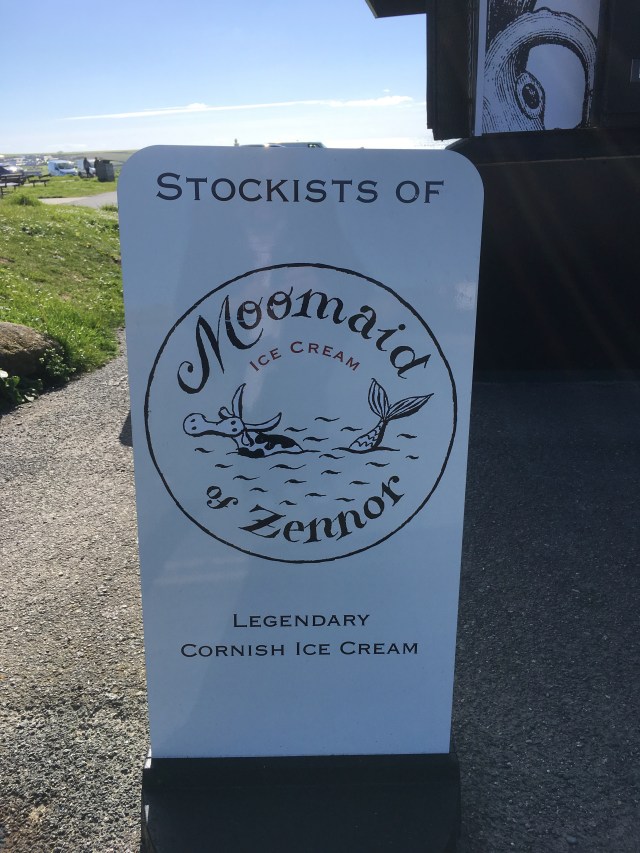 STOCKISTS OF
Moomaid
ICE CREAM
of Zennor
LEGENDARY
CORNISH ICE CREAM